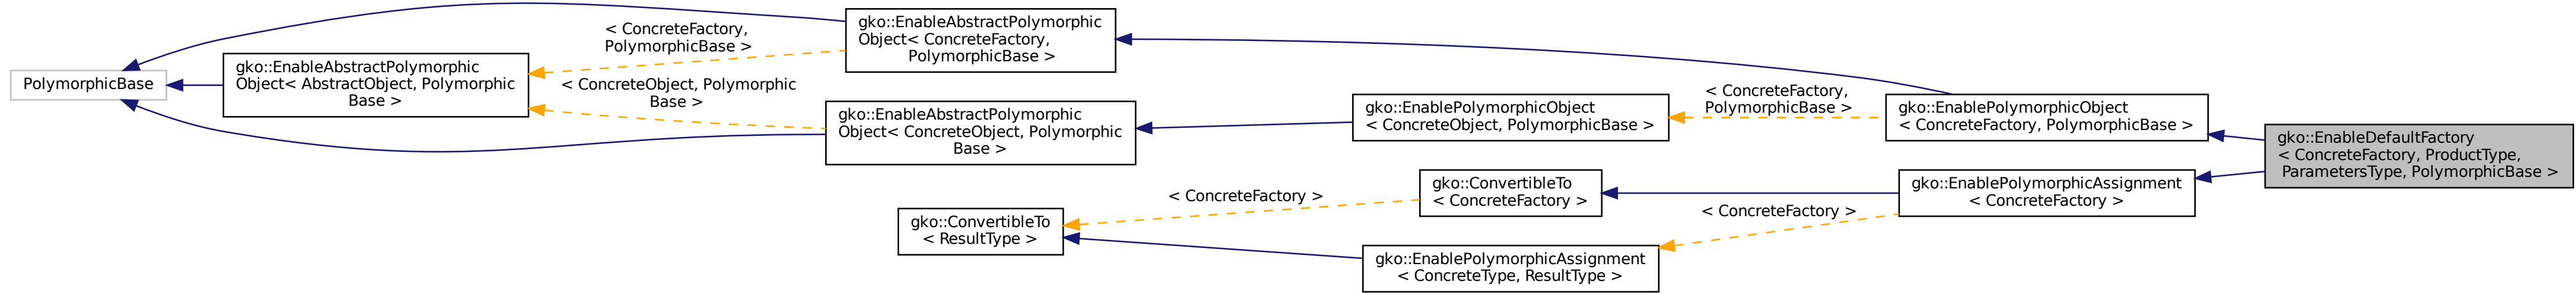 PolymorphicBase
gko::EnableAbstractPolymorphic
Object< AbstractObject, Polymorphic
Base >
< ConcreteFactory,
PolymorphicBase >
< ConcreteObject, Polymorphic
Base >
gko::EnableAbstractPolymorphic
Object< ConcreteFactory,
PolymorphicBase >
gko::EnableAbstractPolymorphic
Object< ConcreteObject, Polymorphic
Base >
gko::ConvertibleTo
< ResultType >
< ConcreteFactory >
gko::EnablePolymorphicObject
< ConcreteObject, PolymorphicBase >
gko::ConvertibleTo
< ConcreteFactory >
gko::EnablePolymorphicAssignment
< ConcreteType, ResultType >
< ConcreteFactory,
PolymorphicBase >
< ConcreteFactory >
gko::EnablePolymorphicObject
< ConcreteFactory, PolymorphicBase >
gko::EnablePolymorphicAssignment
< ConcreteFactory >
gko::EnableDefaultFactory
< ConcreteFactory, ProductType,
ParametersType, PolymorphicBase >